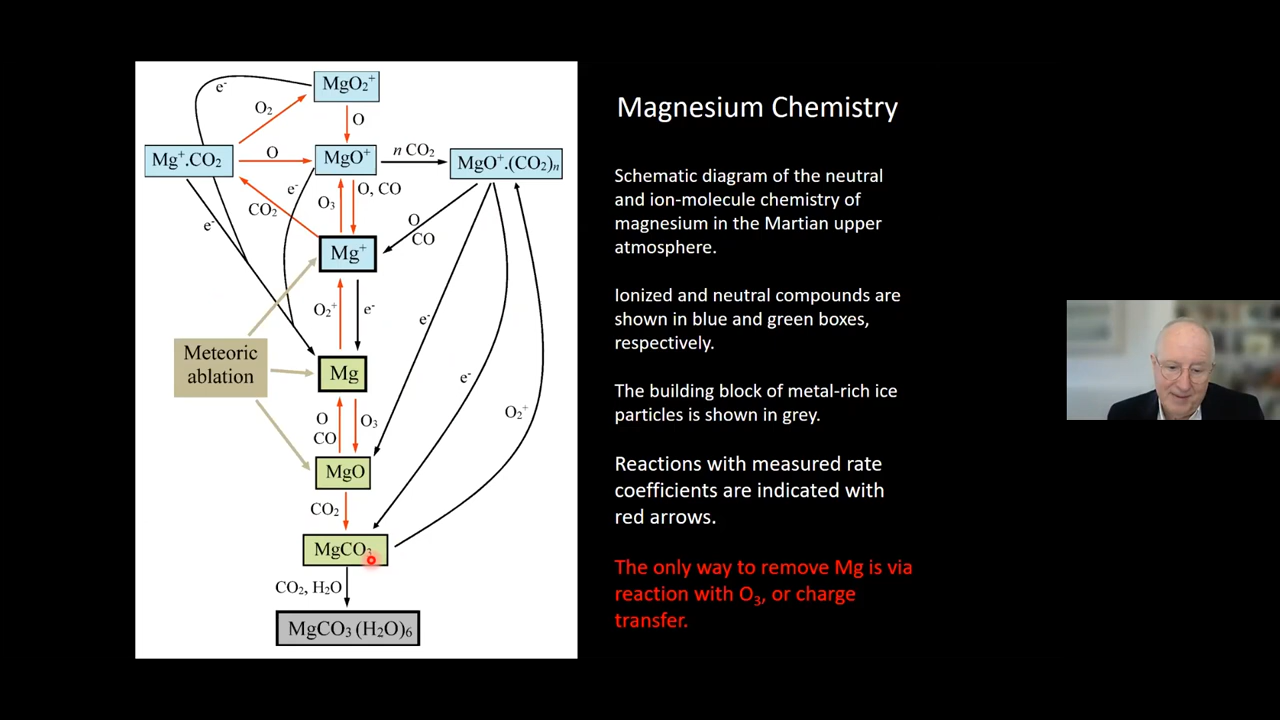 MgO₂⁺
e⁻
O₂
O
Mg⁺.CO₂
O
MgO⁺
n CO₂
MgO⁺.(CO₂)n
e⁻
O, CO
CO₂
O₃
O
CO
e⁻
Mg⁺
O₂⁺
e⁻
e⁻
Meteoric
ablation
Mg
e⁻
O
CO
O₃
O₂⁺
MgO
CO₂
MgCO₃
CO₂, H₂O
MgCO₃ (H₂O)₆
Magnesium Chemistry
Schematic diagram of the neutral
and ion-molecule chemistry of
magnesium in the Martian upper
atmosphere.
Ionized and neutral compounds are
shown in blue and green boxes,
respectively.
The building block of metal-rich ice
particles is shown in grey.
Reactions with measured rate
coefficients are indicated with
red arrows.
The only way to remove Mg is via
reaction with O₃, or charge
transfer.